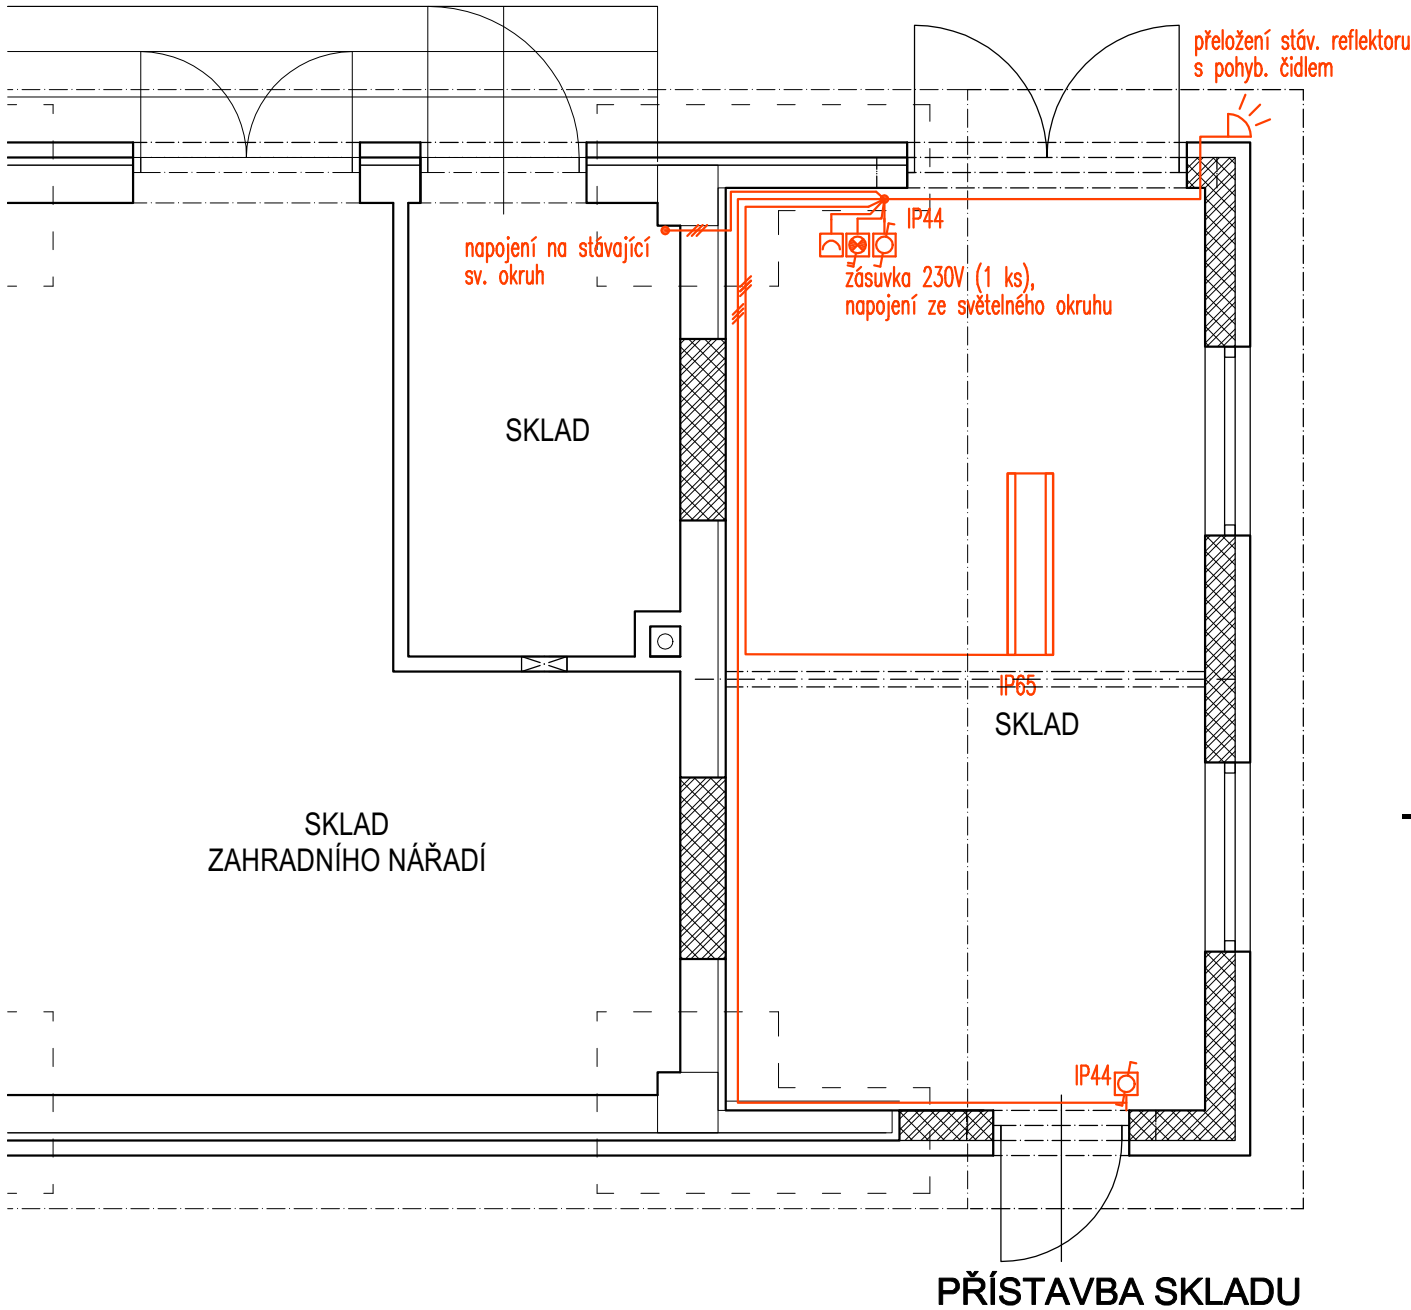 přeložení stáv. reflektoru
s pohyb. čidlem
IP44
napojení na stávající
sv. okruh
zásuvka 230V (1 ks),
napojení ze světelného okruhu
SKLAD
IP65
SKLAD
SKLAD
ZAHRADNÍHO NÁŘADÍ
IP44
PŘÍSTAVBA SKLADU